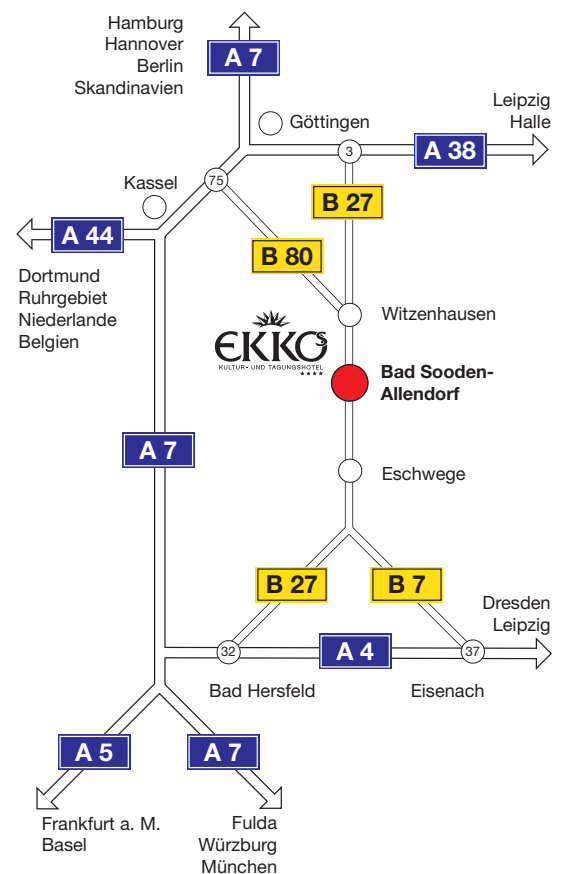 Hamburg
Hannover
Berlin
Skandinavien
A 7
Göttingen
Leipzig
Halle
3
A 38
Kassel
75
B 27
A 44
B 80
Dortmund
Ruhrgebiet
Niederlande
Belgien
Witzenhausen
EKKOs
KULTUR- UND TAGUNGSHOTEL
★★★★
Bad Sooden-
Allendorf
A 7
Eschwege
B 27
B 7
Dresden
Leipzig
32
A 4
37
Bad Hersfeld
Eisenach
A 5
A 7
Frankfurt a. M.
Basel
Fulda
Würzburg
München